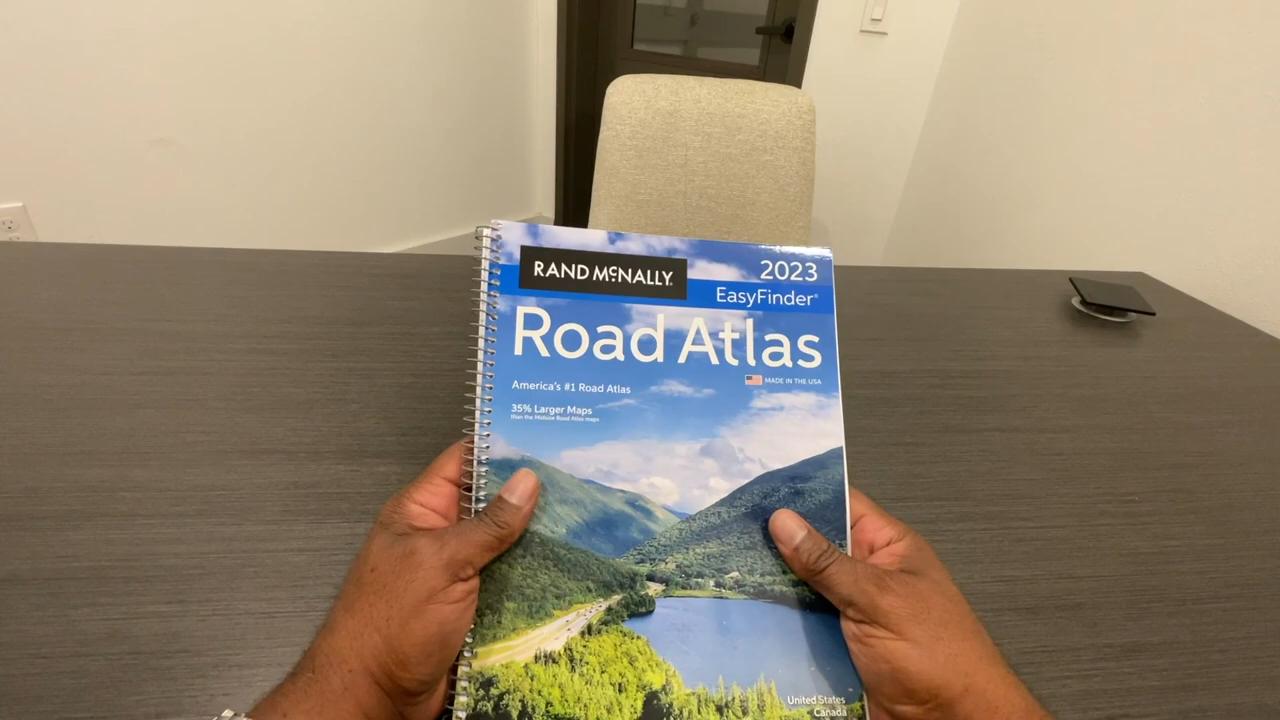 RAND MCNALLY
2023
EasyFinder®
Road Atlas
MADE IN THE USA
America's #1 Road Atlas
35% Larger Maps
than the Midsize Road Atlas maps
United States
Canada